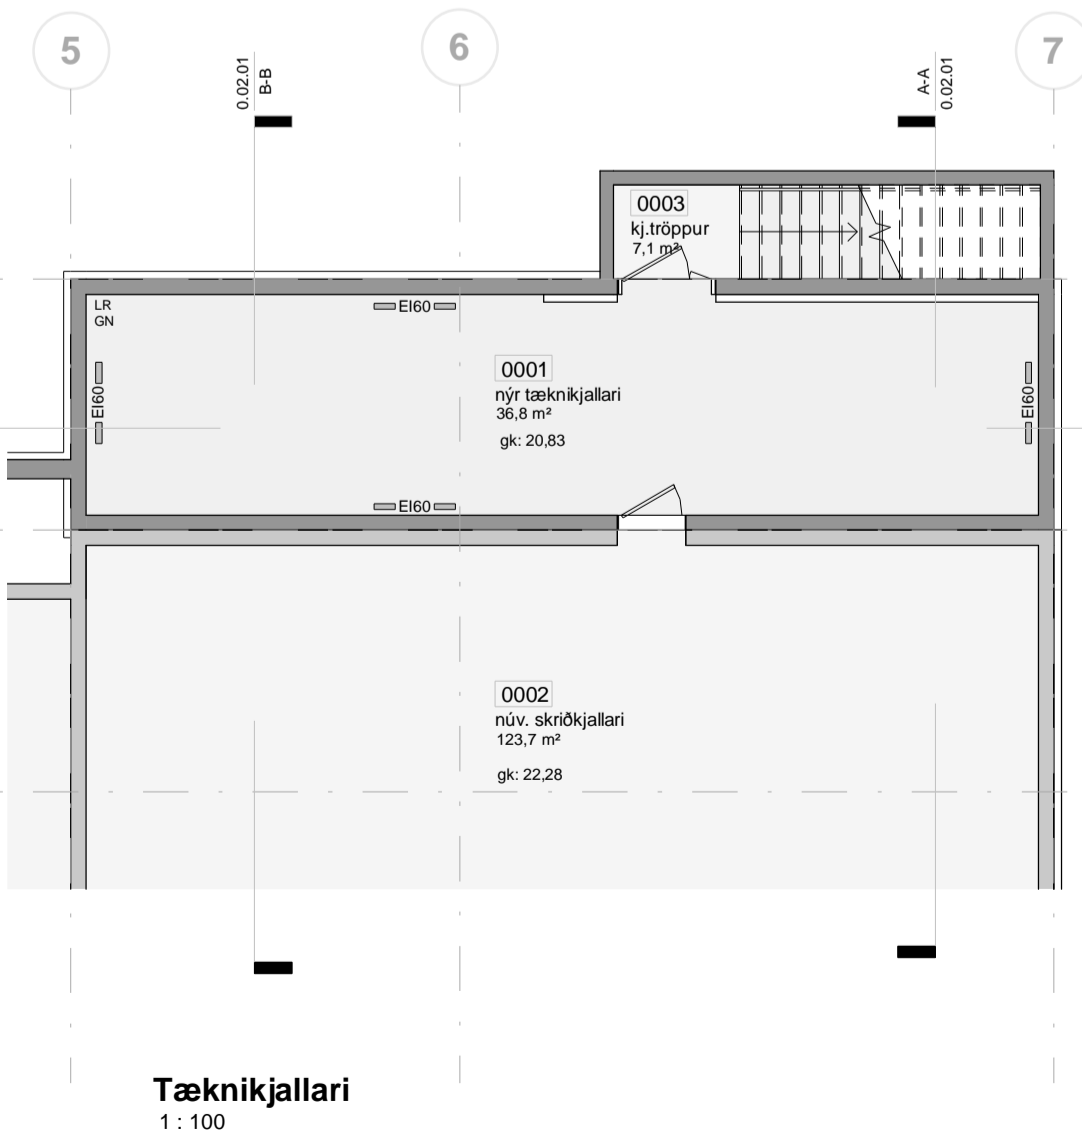 5
6
7
0.02.01
B-B
A-A
0.02.01
0003
kj.tröppur
7,1 m²
LR
GN
EI60
0001
nýr tæknikjallari
36,8 m²
gk: 20,83
EI60
EI60
EI60
0002
núv. skriðkjallari
123,7 m²
gk: 22,28
Tæknikjallari
1 : 100